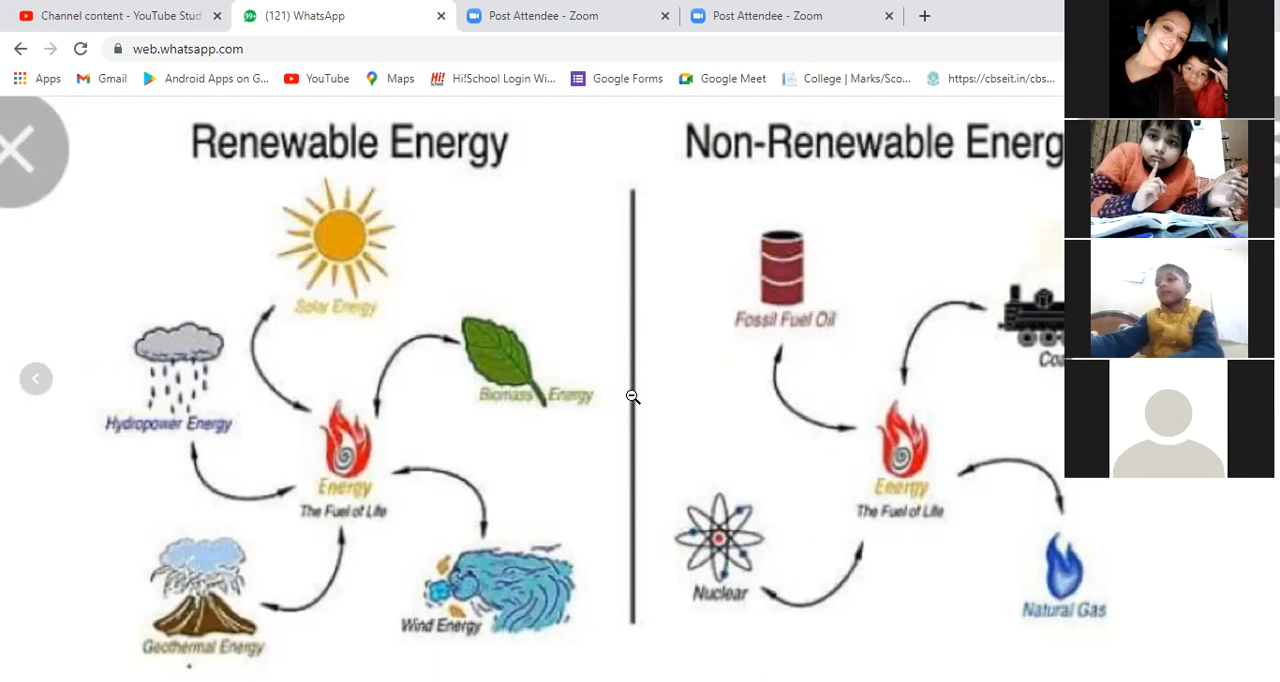 Channel content - YouTube Stud
(121) WhatsApp
Post Attendee - Zoom
Post Attendee - Zoom
web.whatsapp.com
Apps
Gmail
Android Apps on G...
YouTube
Maps
Hi! Hi!School Login Wi...
Google Forms
Google Meet
College | Marks/Sco...
https://cbseit.in/cbs...
Renewable Energy
Solar Energy
Hydropower Energy
Biomass Energy
Energy
The Fuel of Life
Geothermal Energy
Wind Energy
Non-Renewable Energ
Fossil Fuel Oil
Coa
Energy
The Fuel of Life
Nuclear
Natural Gas